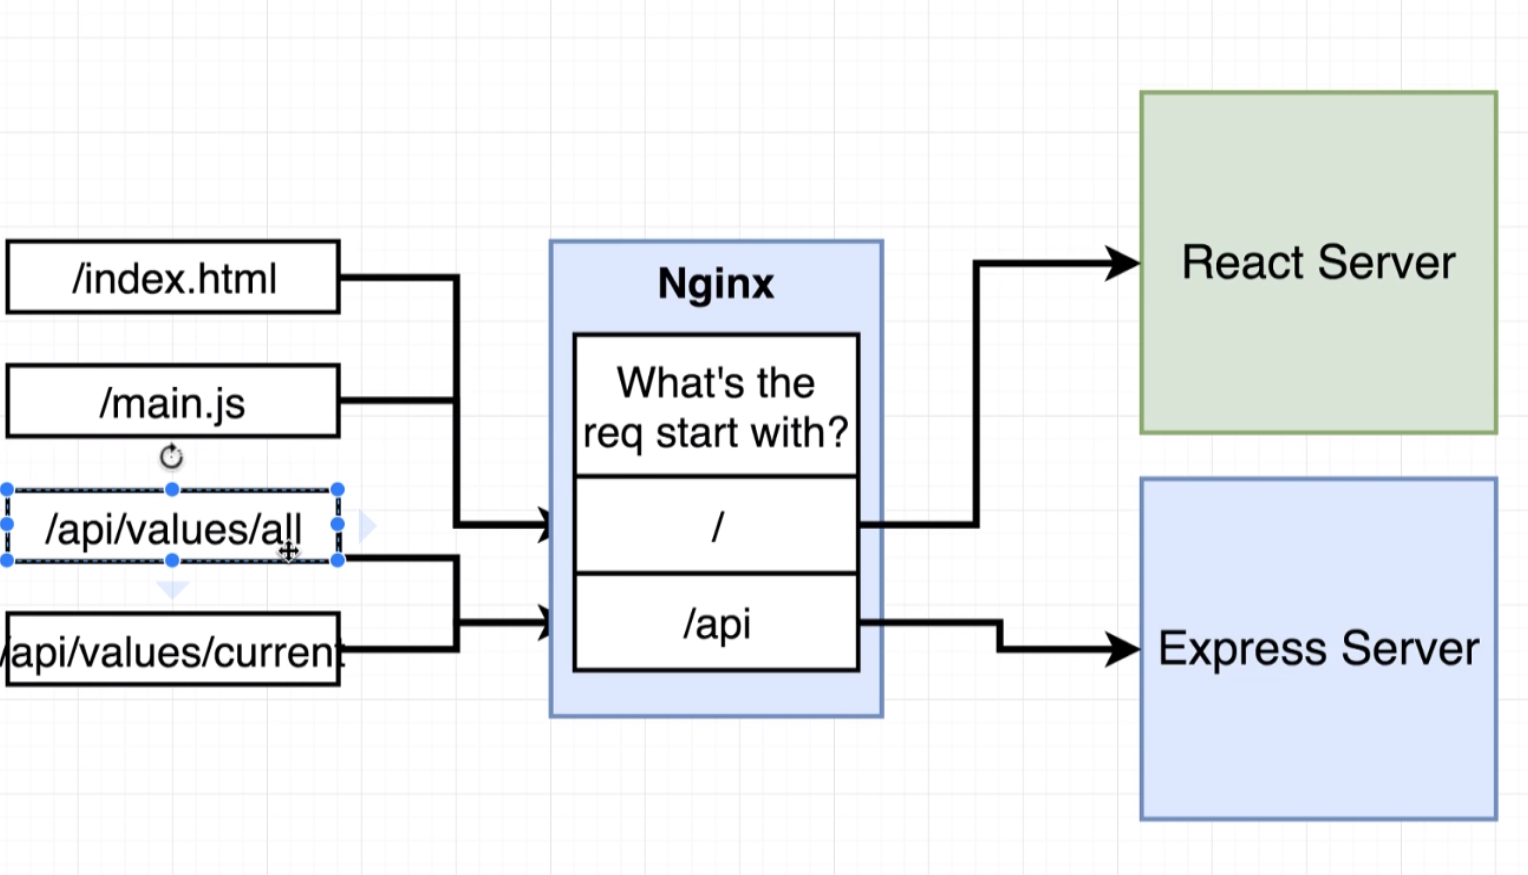 /index.html
/main.js
/api/values/all
/api/values/current
Nginx
What's the
req start with?
/
/api
React Server
Express Server